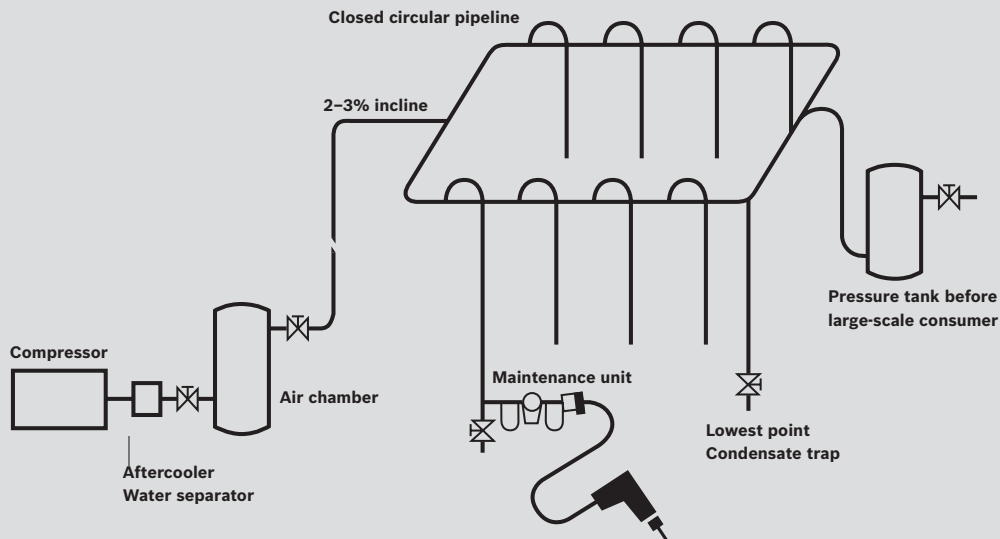 Closed circular pipeline
2–3% incline
Pressure tank before
large-scale consumer
Compressor
Air chamber
Maintenance unit
Aftercooler
Water separator
Lowest point
Condensate trap